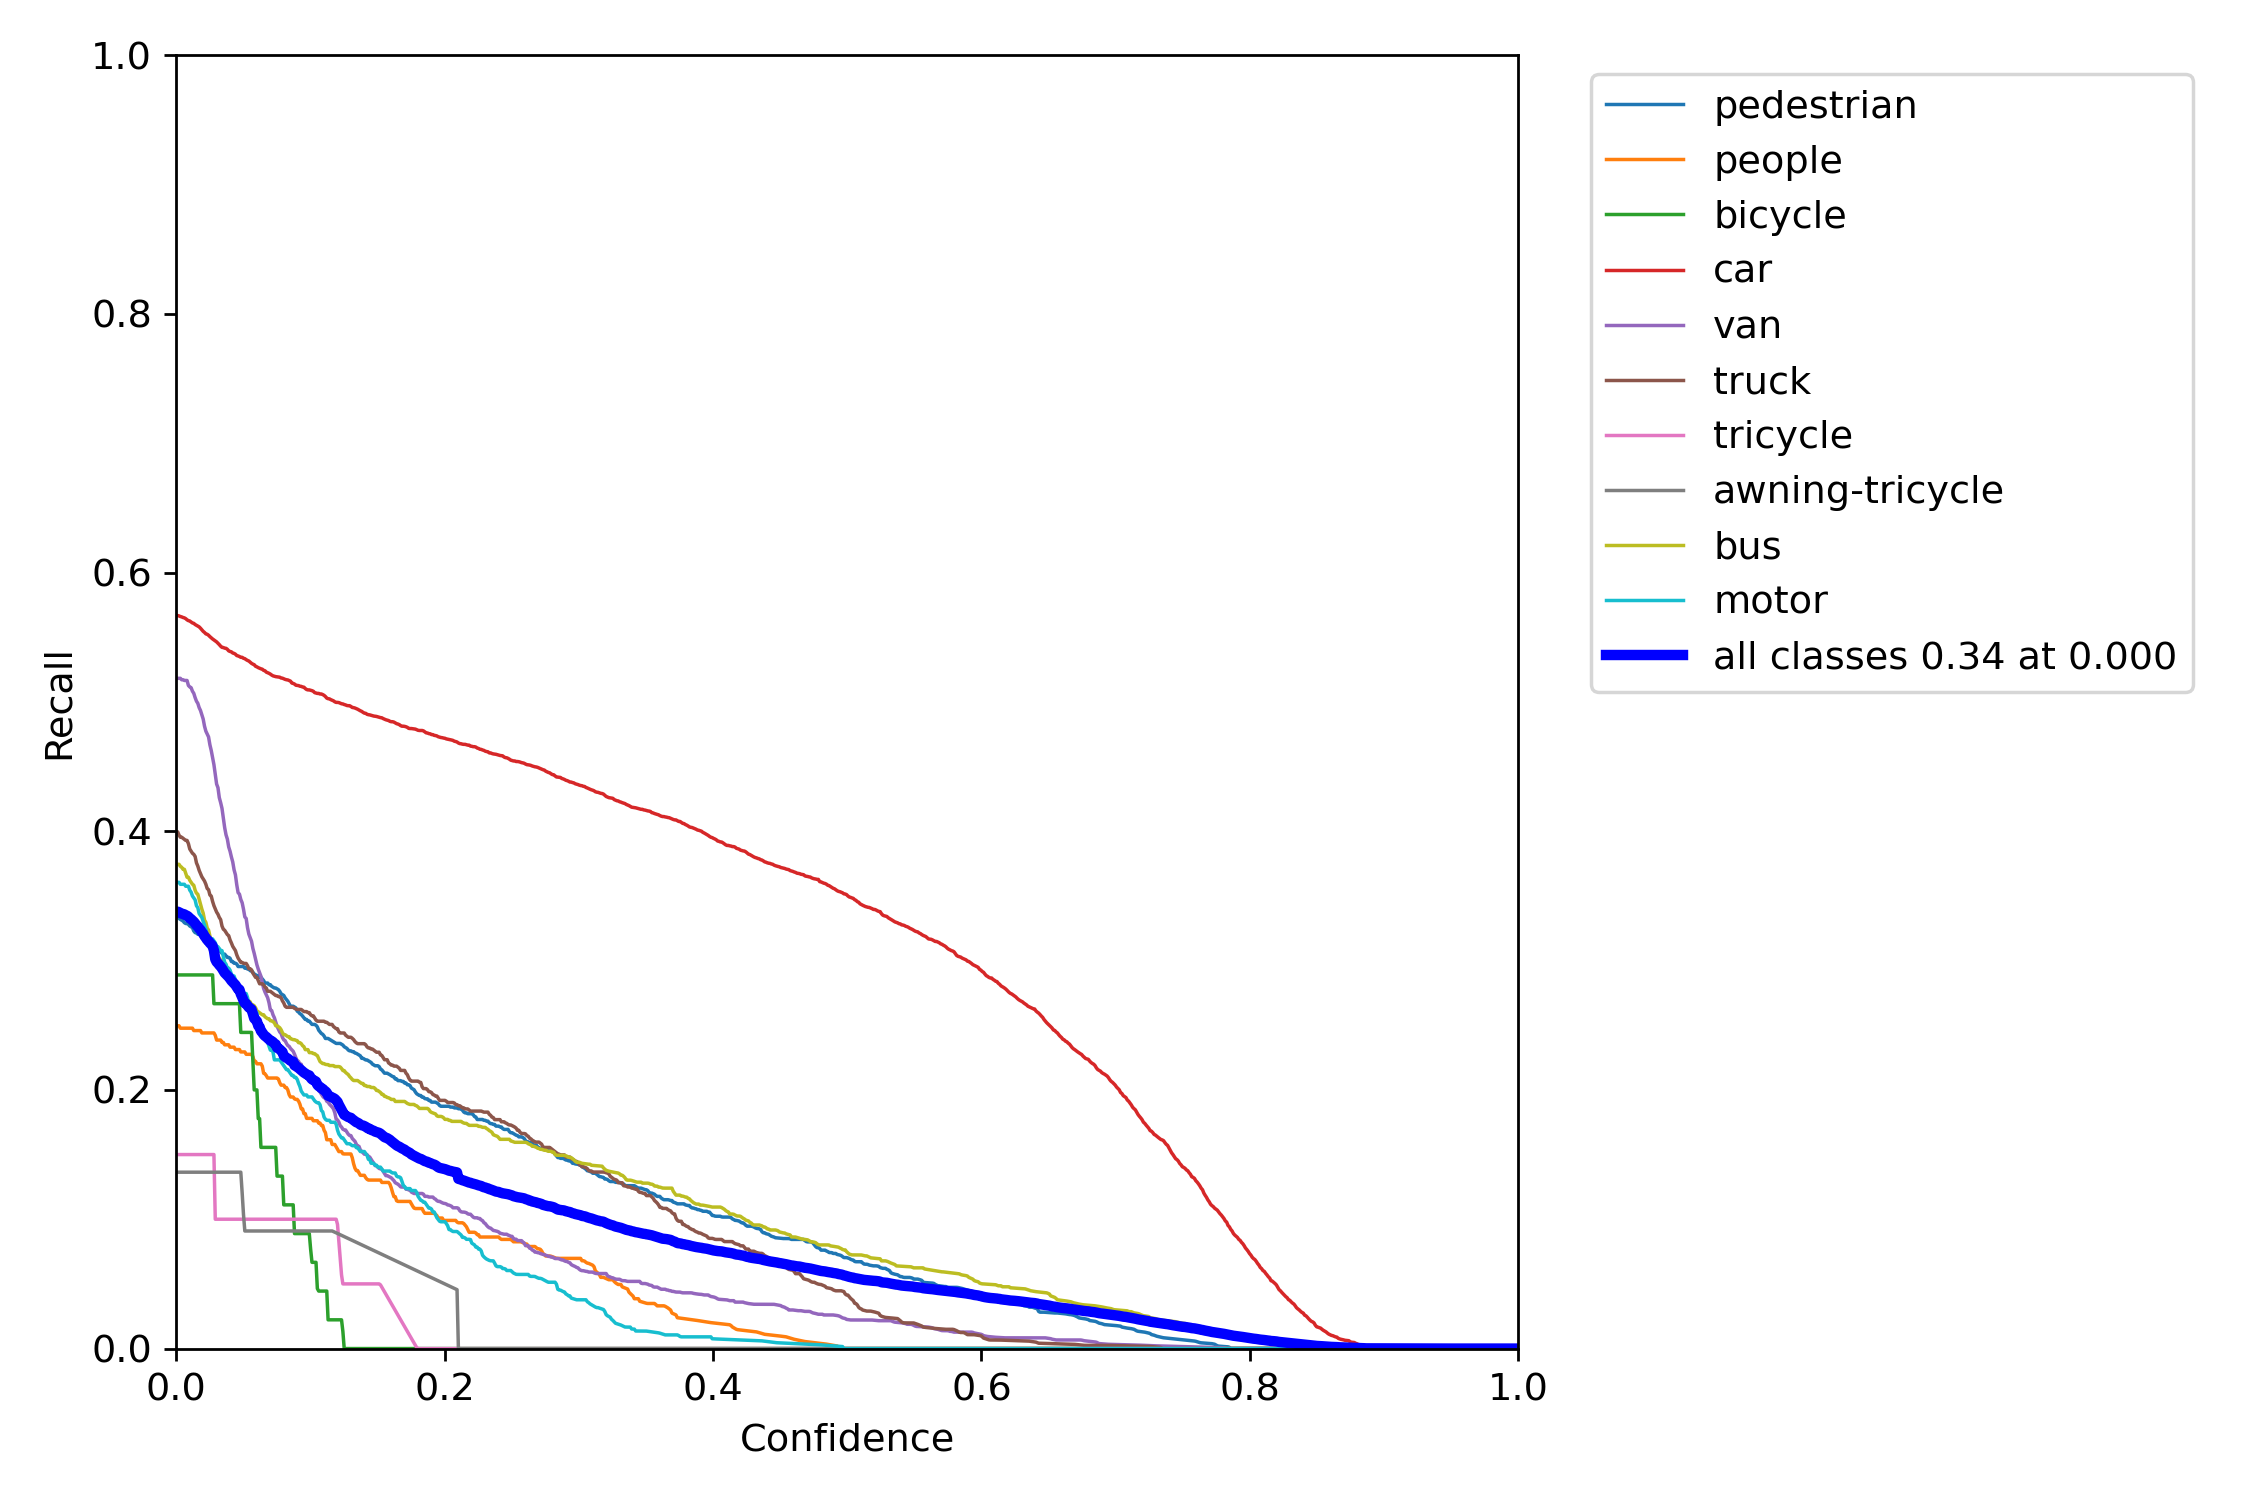 1.0
0.8
0.6
0.4
0.2
0.0
Recall
0.0 0.2 0.4 0.6 0.8 1.0
Confidence
pedestrian
people
bicycle
car
van
truck
tricycle
awning-tricycle
bus
motor
all classes 0.34 at 0.000